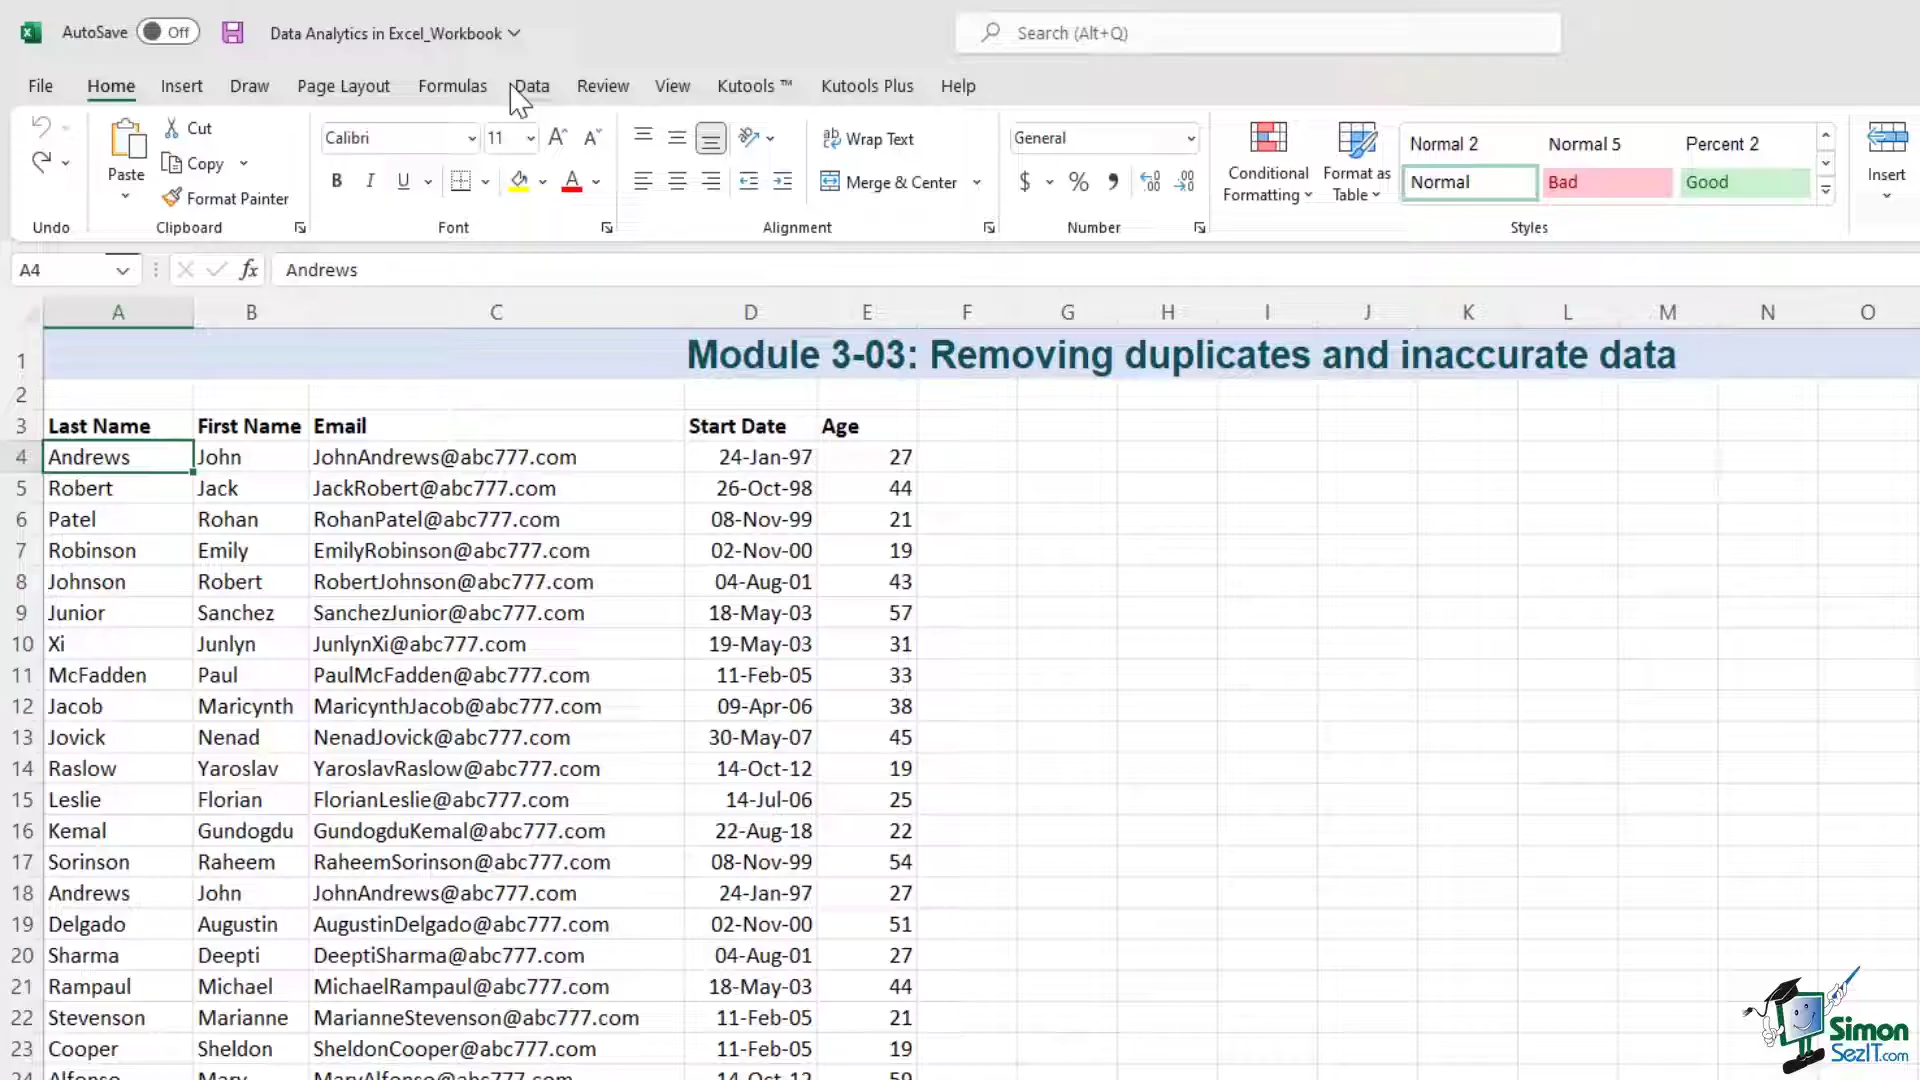 AutoSave Off Data Analytics in Excel_Workbook Search (Alt+Q)
File Home Insert Draw Page Layout Formulas Data Review View Kutools ™ Kutools Plus Help
Paste Cut Copy Format Painter
Calibri 11
B I U A
Wrap Text
Merge & Center
General
$ %
Conditional Formatting
Format as Table
Normal 2 Normal 5 Percent 2
Normal Bad Good
Insert
Undo Clipboard Font Alignment Number Styles
A4 fx Andrews
A B C D E F G H I J K L M N O
1 Module 3-03: Removing duplicates and inaccurate data
2
3 Last Name First Name Email Start Date Age
4 Andrews John JohnAndrews@abc777.com 24-Jan-97 27
5 Robert Jack JackRobert@abc777.com 26-Oct-98 44
6 Patel Rohan RohanPatel@abc777.com 08-Nov-99 21
7 Robinson Emily EmilyRobinson@abc777.com 02-Nov-00 19
8 Johnson Robert RobertJohnson@abc777.com 04-Aug-01 43
9 Junior Sanchez SanchezJunior@abc777.com 18-May-03 57
10 Xi Junlyn JunlynXi@abc777.com 19-May-03 31
11 McFadden Paul PaulMcFadden@abc777.com 11-Feb-05 33
12 Jacob Maricynth MaricynthJacob@abc777.com 09-Apr-06 38
13 Jovick Nenad NenadJovick@abc777.com 30-May-07 45
14 Raslow Yaroslav YaroslavRaslow@abc777.com 14-Oct-12 19
15 Leslie Florian FlorianLeslie@abc777.com 14-Jul-06 25
16 Kemal Gundogdu GundogduKemal@abc777.com 22-Aug-18 22
17 Sorinson Raheem RaheemSorinson@abc777.com 08-Nov-99 54
18 Andrews John JohnAndrews@abc777.com 24-Jan-97 27
19 Delgado Augustin AugustinDelgado@abc777.com 02-Nov-00 51
20 Sharma Deepti DeeptiSharma@abc777.com 04-Aug-01 27
21 Rampaul Michael MichaelRampaul@abc777.com 18-May-03 44
22 Stevenson Marianne MarianneStevenson@abc777.com 11-Feb-05 21
23 Cooper Sheldon SheldonCooper@abc777.com 11-Feb-05 19
24 Alfonso Mary MaryAlfonso@abc777.com 14-Oct-12 59
Simon
SezIT.com